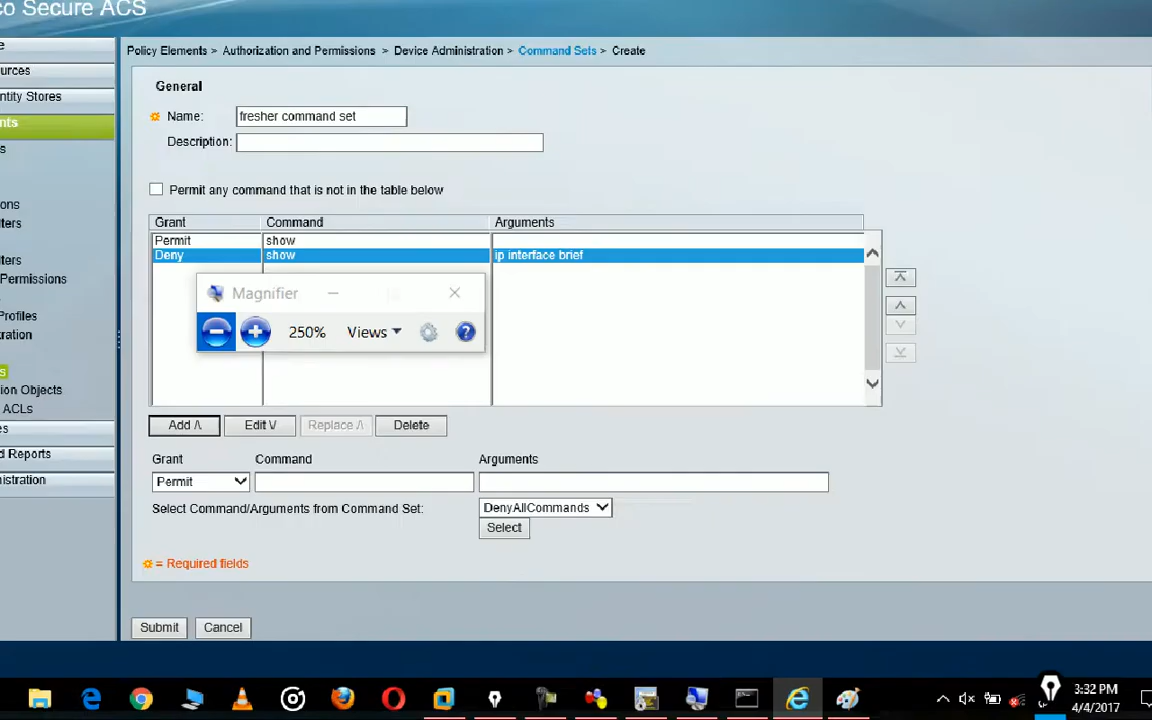 co Secure ACS
e
urces
ntity Stores
nts
s
ons
ters
ters
Permissions
Profiles
ration
s
ion Objects
ACLs
es
d Reports
nistration
Policy Elements > Authorization and Permissions > Device Administration > Command Sets > Create
General
Name: fresher command set
Description:
Permit any command that is not in the table below
Grant Command Arguments
Permit show
Deny show ip interface brief
Magnifier
250% Views
Add /\ Edit \/ Replace /\ Delete
Grant Command Arguments
Permit
Select Command/Arguments from Command Set: DenyAllCommands
Select
= Required fields
Submit Cancel
3:32 PM
4/4/2017